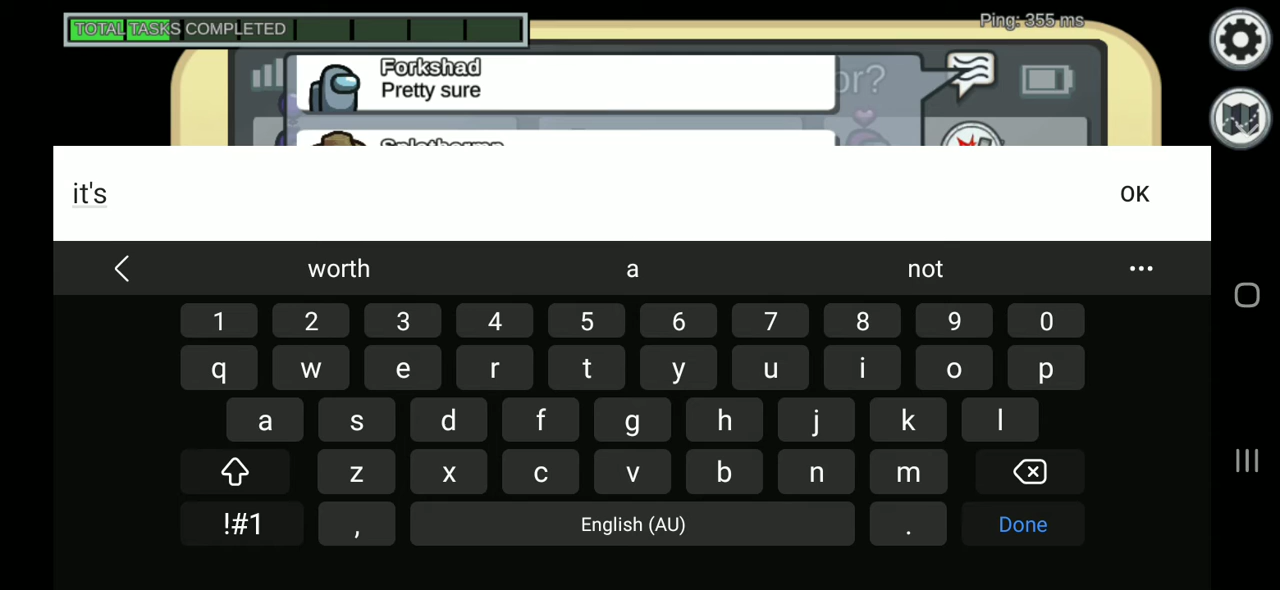 TOTAL TASKS COMPLETED
Ping: 355 ms
Forkshad
Pretty sure
or?
it's
OK
worth a not
1 2 3 4 5 6 7 8 9 0
q w e r t y u i o p
a s d f g h j k l
z x c v b n m
!#1 , English (AU) . Done